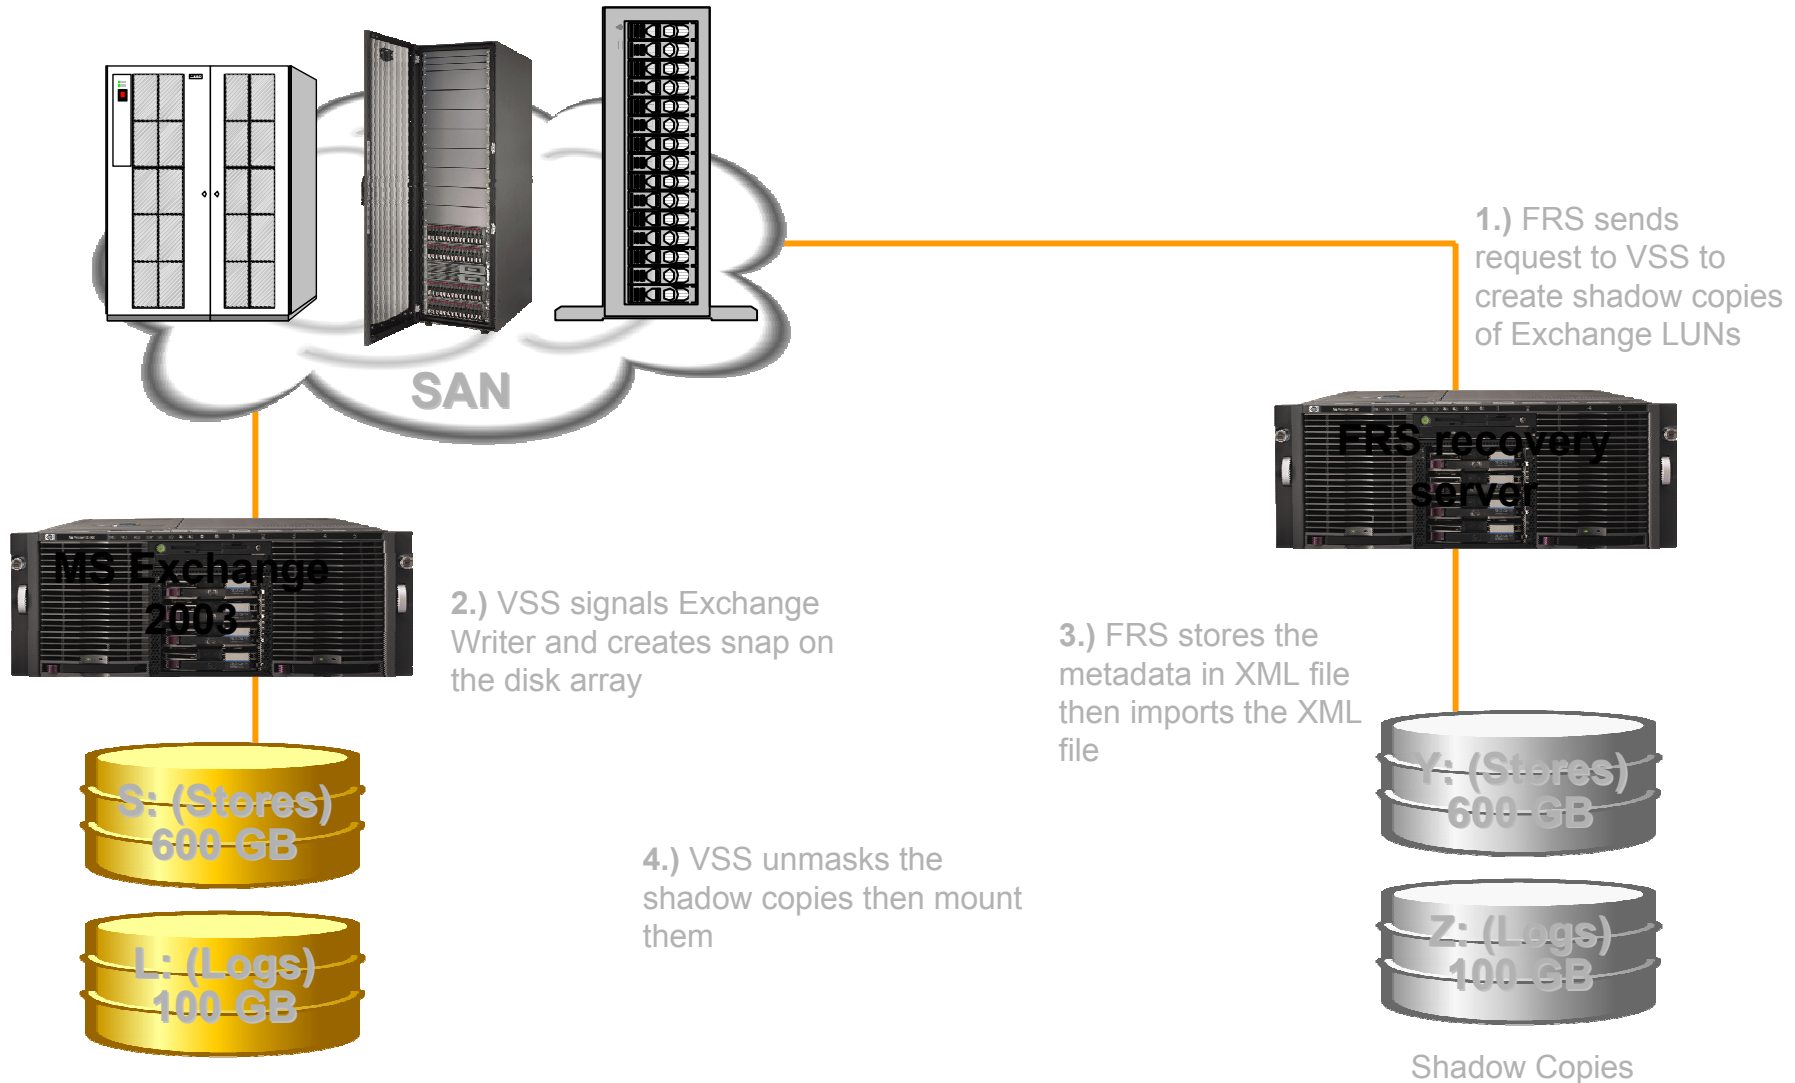 1.) FRS sends
request to VSS to
create shadow copies
of Exchange LUNs
SAN
FRS recovery
server
MS Exchange
2003
2.) VSS signals Exchange
Writer and creates snap on
the disk array
3.) FRS stores the
metadata in XML file
then imports the XML
file
S: (Stores)
600 GB
Y: (Stores)
600 GB
4.) VSS unmasks the
shadow copies then mount
them
L: (Logs)
100 GB
Z: (Logs)
100 GB
Shadow Copies